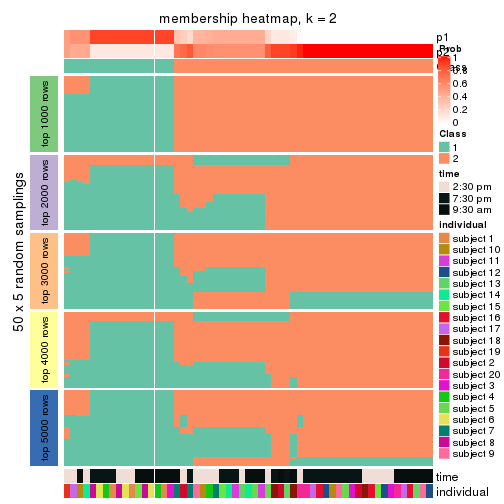 membership heatmap, k = 2
p1
p2
Class
Prob
1
0.8
0.6
0.4
0.2
0
Class
1
2
time
2:30 pm
7:30 pm
9:30 am
individual
subject 1
subject 10
subject 11
subject 12
subject 13
subject 14
subject 15
subject 16
subject 17
subject 18
subject 19
subject 2
subject 20
subject 3
subject 4
subject 5
subject 6
subject 7
subject 8
subject 9
50 x 5 random samplings
top 1000 rows
top 2000 rows
top 3000 rows
top 4000 rows
top 5000 rows
time
individual